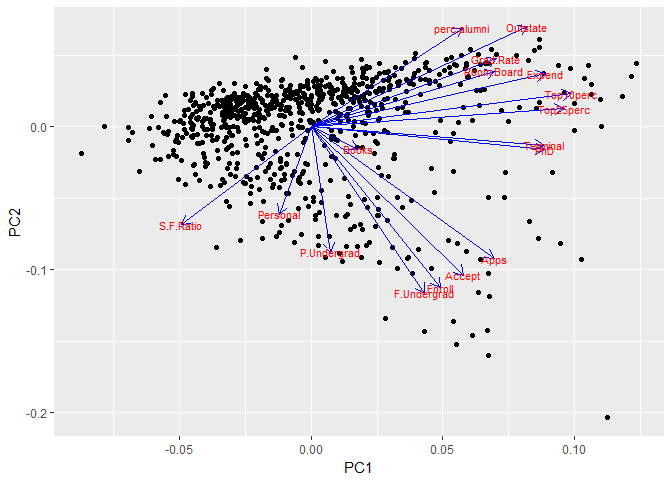 perc.alumni
Outstate
Grad.Rate
Room.Board
Expend
Top10perc
Top25perc
0.0
Books
Terminal
PhD
Personal
S.F.Ratio
P.Undergrad
Apps
Accept
Enroll
F.Undergrad
-0.1
-0.2
PC2
-0.05
0.00
0.05
0.10
PC1